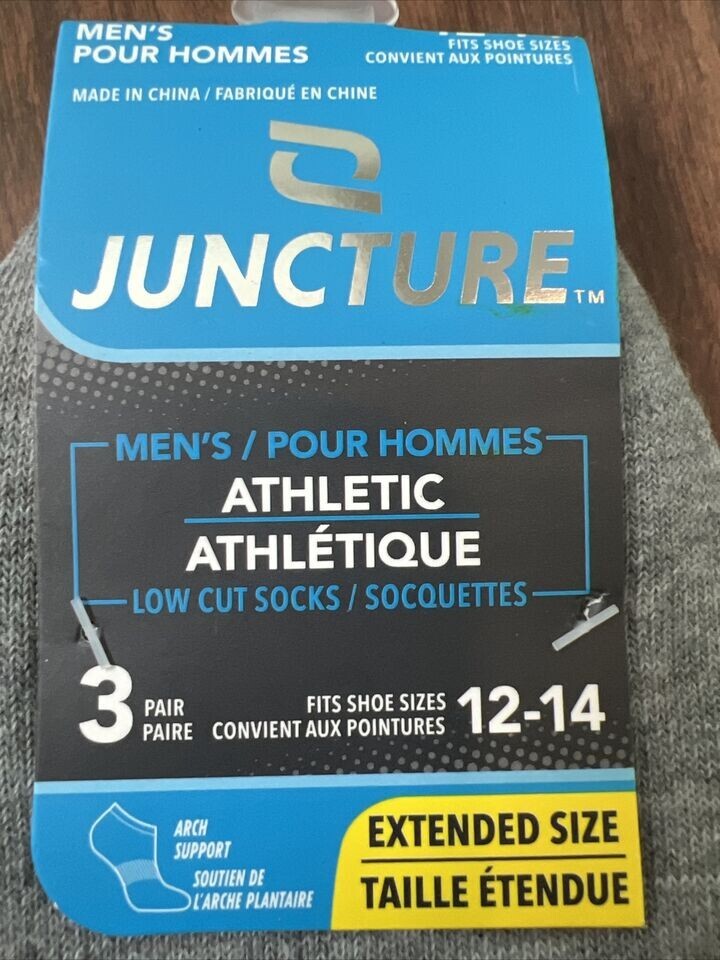 MEN'S
POUR HOMMES
FITS SHOE SIZES
CONVIENT AUX POINTURES
MADE IN CHINA / FABRIQUÉ EN CHINE
JUNCTURE™
MEN'S / POUR HOMMES
ATHLETIC
ATHLÉTIQUE
LOW CUT SOCKS / SOCQUETTES
3 PAIR
PAIRE
FITS SHOE SIZES
CONVIENT AUX POINTURES
12-14
ARCH
SUPPORT
SOUTIEN DE
L'ARCHE PLANTAIRE
EXTENDED SIZE
TAILLE ÉTENDUE